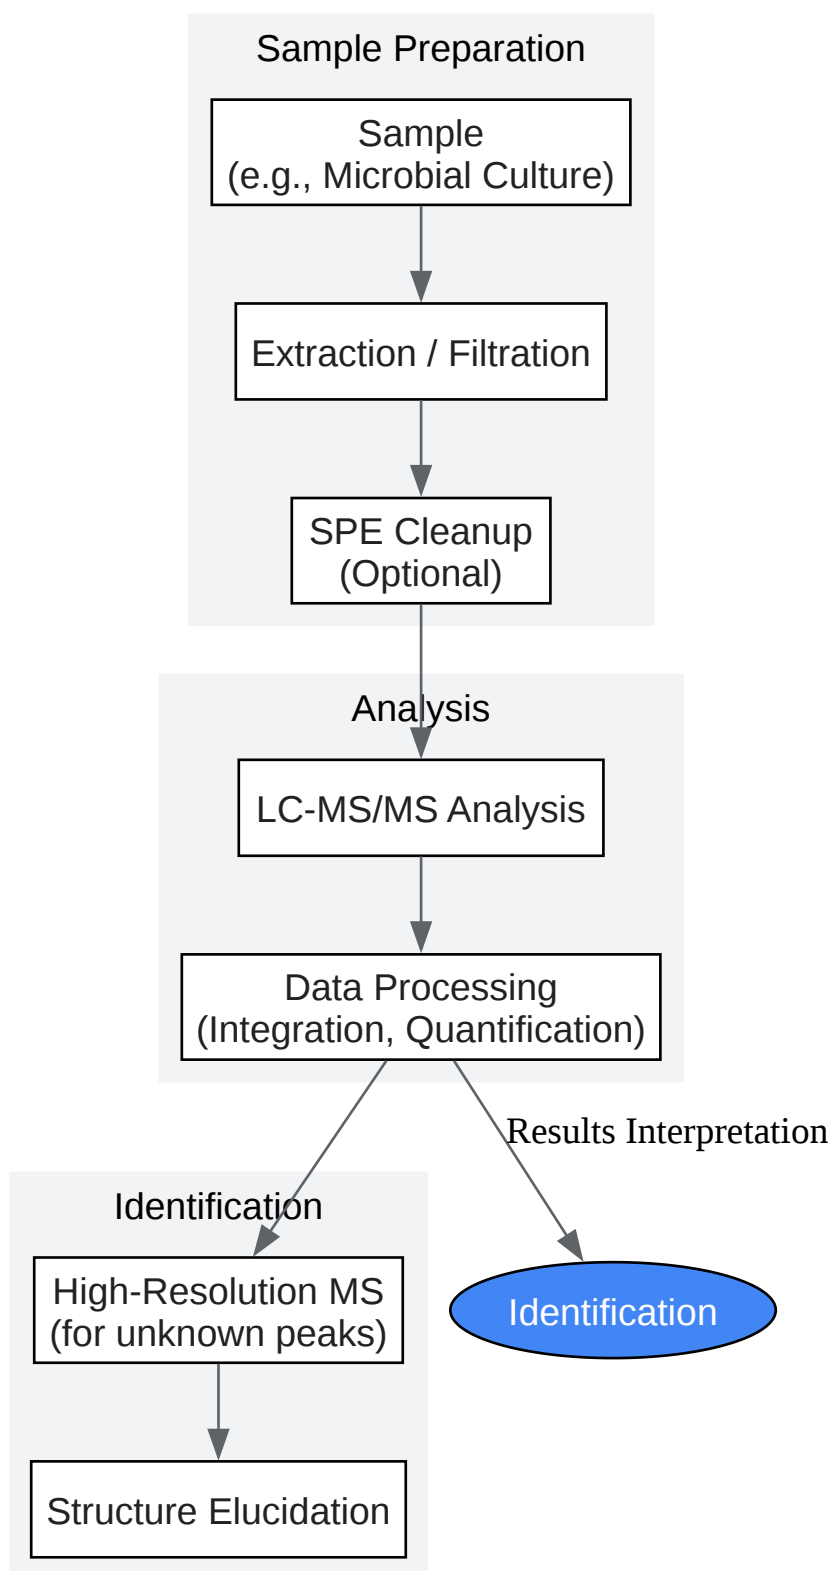 Sample Preparation
Sample
(e.g., Microbial Culture)
Extraction / Filtration
SPE Cleanup
(Optional)
Analysis
LC-MS/MS Analysis
Data Processing
(Integration, Quantification)
Results Interpretation
Identification
High-Resolution MS
(for unknown peaks)
Identification
Structure Elucidation